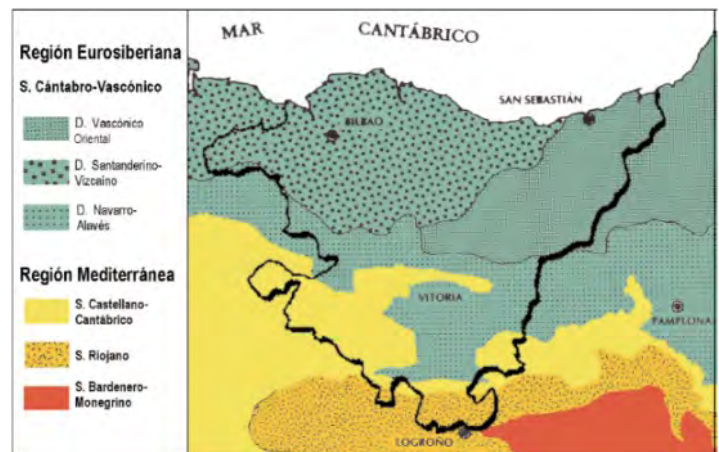 Región Eurosiberiana
S. Cántabro-Vascónico
D. Vascónico
Oriental
D. Santanderino-
Vizcaíno
D. Navarro-
Alavés
Región Mediterránea
S. Castellano-
Cantábrico
S. Riojano
S. Bardenero-
Monegrino
MAR CANTÁBRICO
SAN SEBASTIÁN
BILBAO
VITORIA
PAMPLONA
LOGROÑO